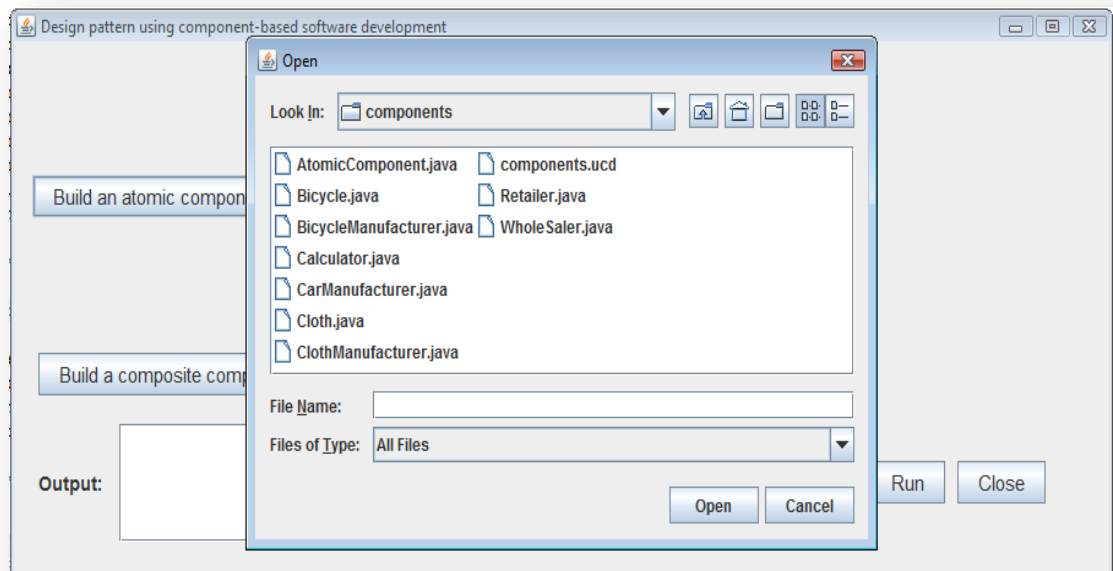 Design pattern using component-based software development
Open
Look In: components
AtomicComponent.java components.ucd
Bicycle.java Retailer.java
BicycleManufacturer.java WholeSaler.java
Calculator.java
CarManufacturer.java
Cloth.java
ClothManufacturer.java
File Name:
Files of Type: All Files
Open Cancel
Build an atomic compon
Build a composite comp
Output:
Run Close